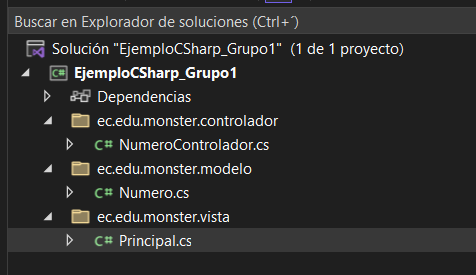 Buscar en Explorador de soluciones (Ctrl+´)
Solución "EjemploCSharp_Grupo1" (1 de 1 proyecto)
C# EjemploCSharp_Grupo1
Dependencias
ec.edu.monster.controlador
C# NumeroControlador.cs
ec.edu.monster.modelo
C# Numero.cs
ec.edu.monster.vista
C# Principal.cs